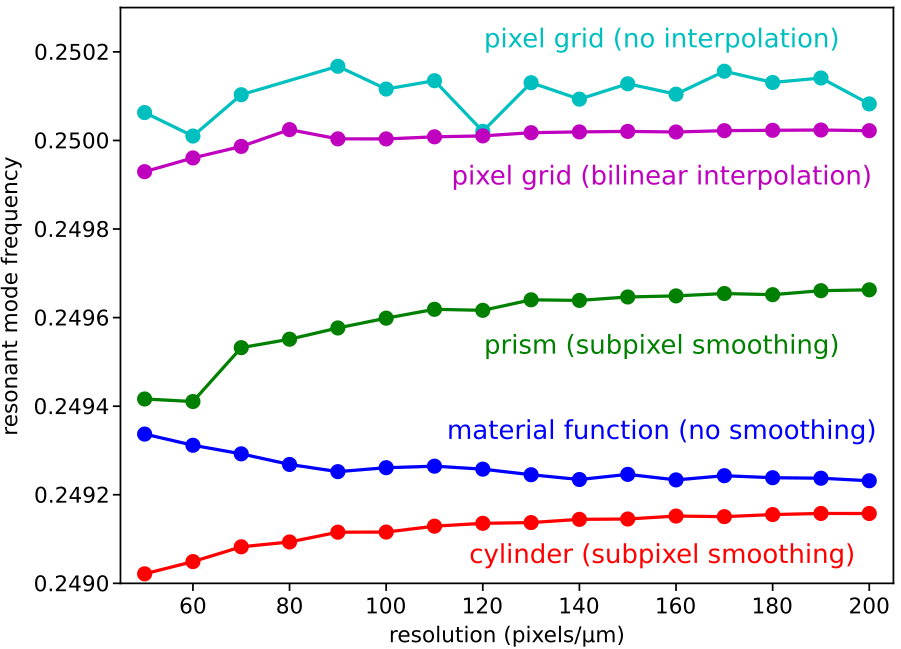 0.2502
0.2500
0.2498
0.2496
0.2494
0.2492
0.2490
resonant mode frequency
pixel grid (no interpolation)
pixel grid (bilinear interpolation)
prism (subpixel smoothing)
material function (no smoothing)
cylinder (subpixel smoothing)
60 80 100 120 140 160 180 200
resolution (pixels/μm)